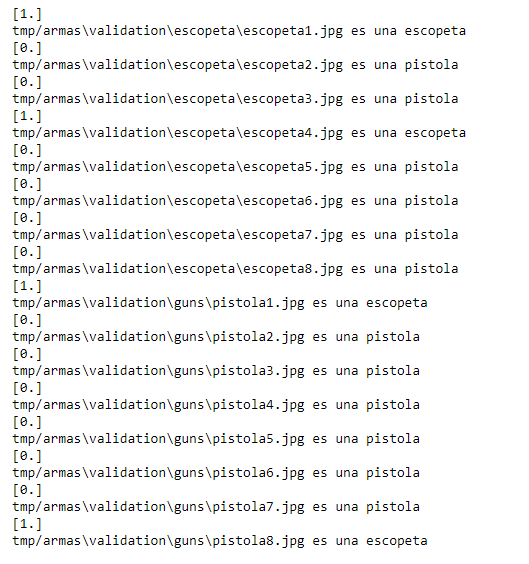 [1.]
tmp/armas\validation\escopeta\escopeta1.jpg es una escopeta
[0.]
tmp/armas\validation\escopeta\escopeta2.jpg es una pistola
[0.]
tmp/armas\validation\escopeta\escopeta3.jpg es una pistola
[1.]
tmp/armas\validation\escopeta\escopeta4.jpg es una escopeta
[0.]
tmp/armas\validation\escopeta\escopeta5.jpg es una pistola
[0.]
tmp/armas\validation\escopeta\escopeta6.jpg es una pistola
[0.]
tmp/armas\validation\escopeta\escopeta7.jpg es una pistola
[0.]
tmp/armas\validation\escopeta\escopeta8.jpg es una pistola
[1.]
tmp/armas\validation\guns\pistola1.jpg es una escopeta
[0.]
tmp/armas\validation\guns\pistola2.jpg es una pistola
[0.]
tmp/armas\validation\guns\pistola3.jpg es una pistola
[0.]
tmp/armas\validation\guns\pistola4.jpg es una pistola
[0.]
tmp/armas\validation\guns\pistola5.jpg es una pistola
[0.]
tmp/armas\validation\guns\pistola6.jpg es una pistola
[0.]
tmp/armas\validation\guns\pistola7.jpg es una pistola
[1.]
tmp/armas\validation\guns\pistola8.jpg es una escopeta